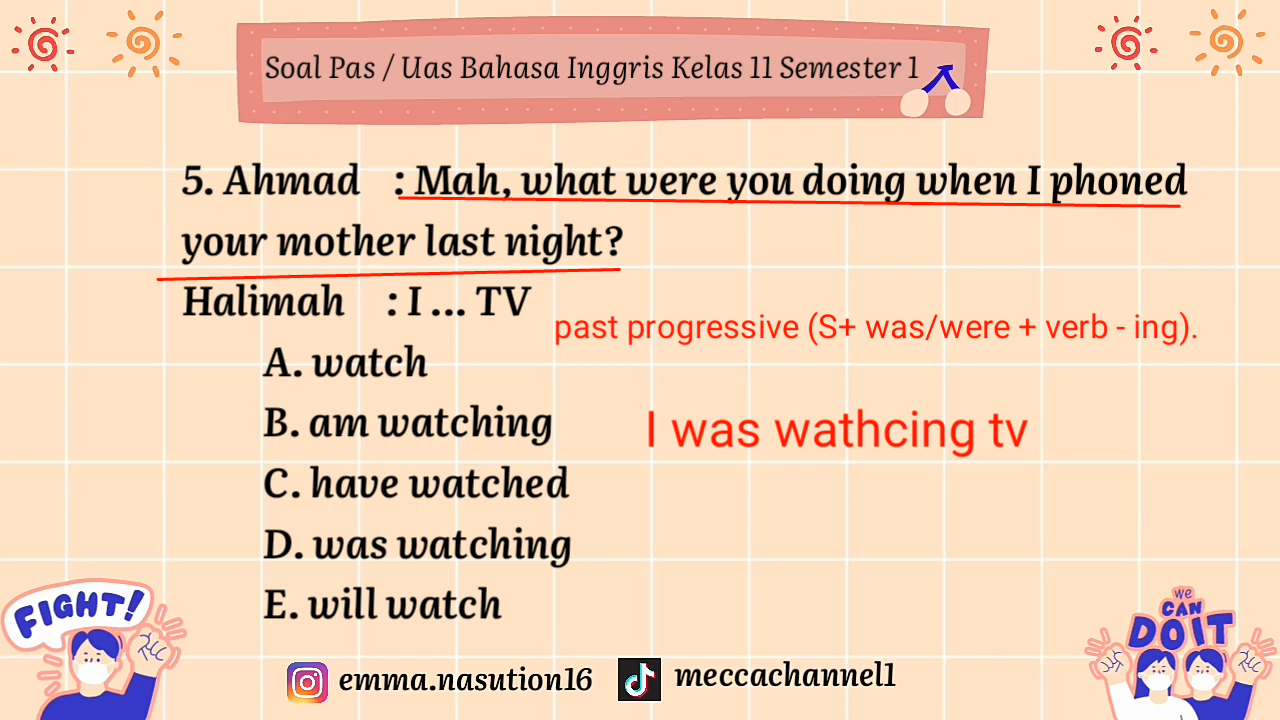 Soal Pas / Uas Bahasa Inggris Kelas 11 Semester 1
5. Ahmad : Mah, what were you doing when I phoned
your mother last night?
Halimah : I ... TV
past progressive (S+ was/were + verb - ing).
A. watch
B. am watching
I was wathcing tv
C. have watched
D. was watching
E. will watch
FIGHT!
we
CAN
DO IT
emma.nasution16
meccachannel1